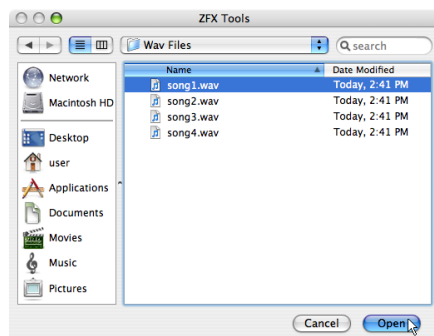 ZFX Tools
Wav Files
search
Network
Macintosh HD
Desktop
user
Applications
Documents
Movies
Music
Pictures
Name Date Modified
song1.wav Today, 2:41 PM
song2.wav Today, 2:41 PM
song3.wav Today, 2:41 PM
song4.wav Today, 2:41 PM
Cancel Open